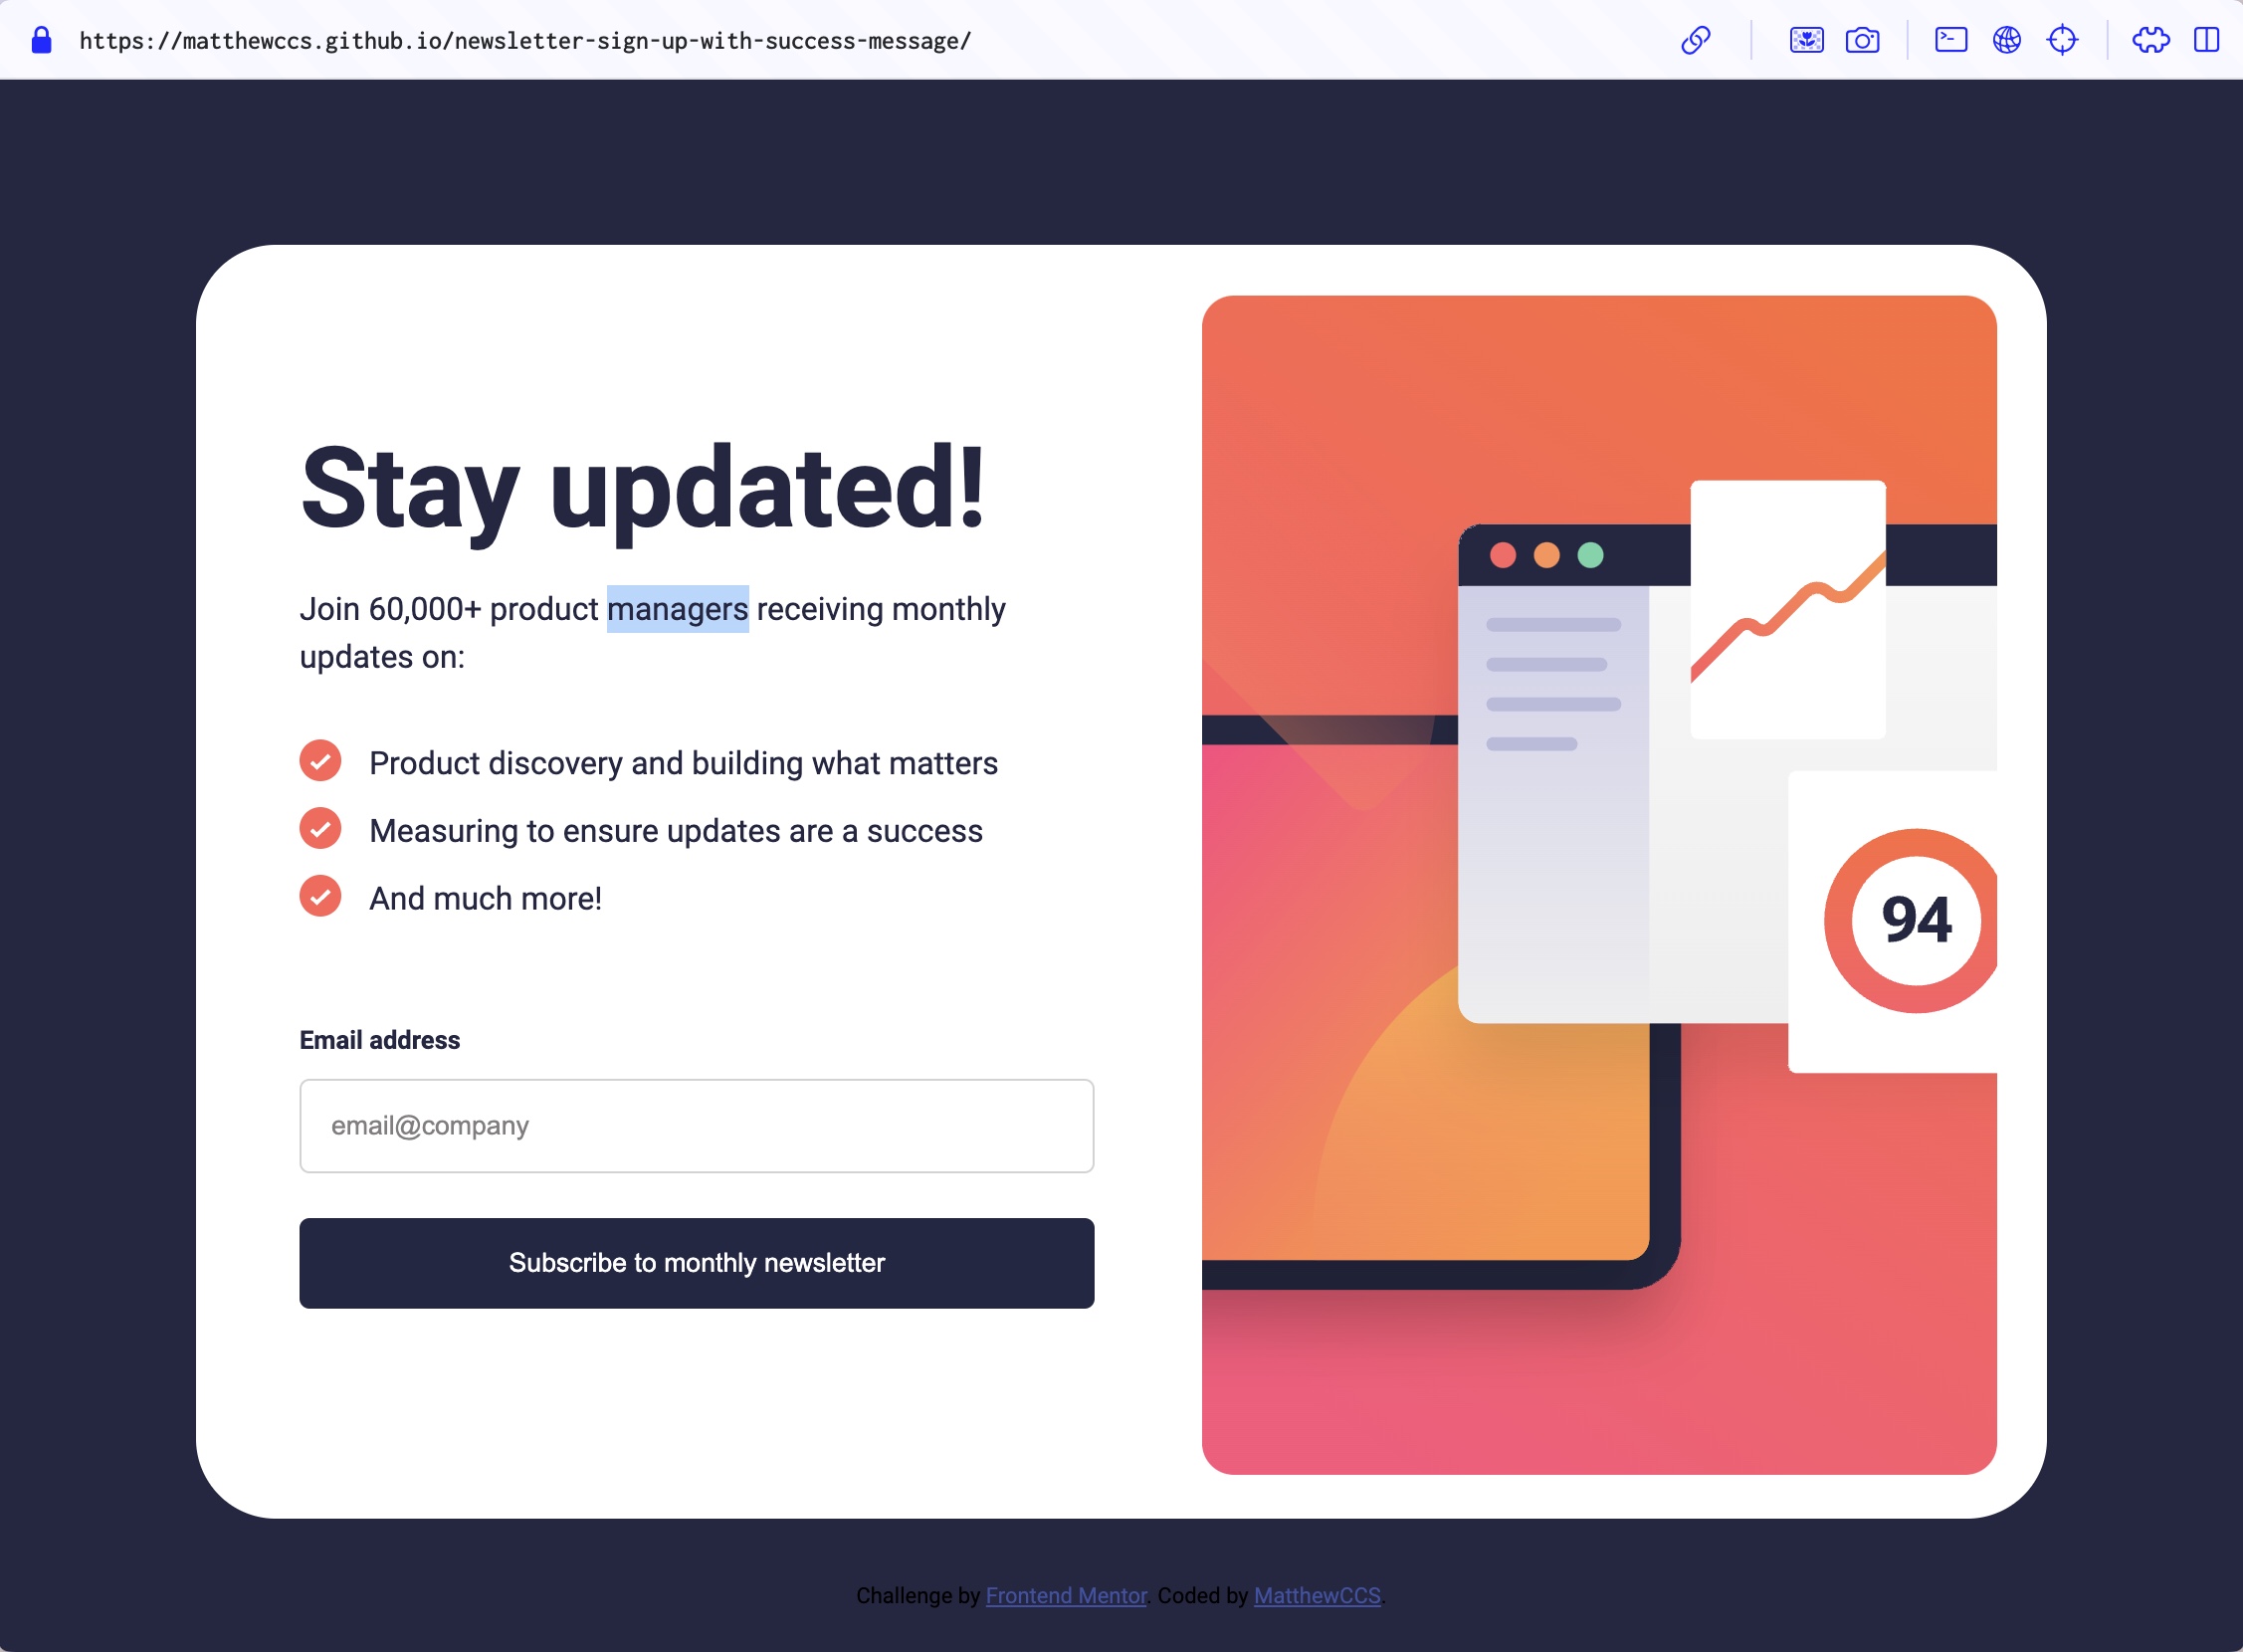 https://matthewccs.github.io/newsletter-sign-up-with-success-message/
Stay updated!
Join 60,000+ product managers receiving monthly
updates on:
Product discovery and building what matters
Measuring to ensure updates are a success
And much more!
Email address
email@company
Subscribe to monthly newsletter
94
Challenge by Frontend Mentor. Coded by MatthewCCS.